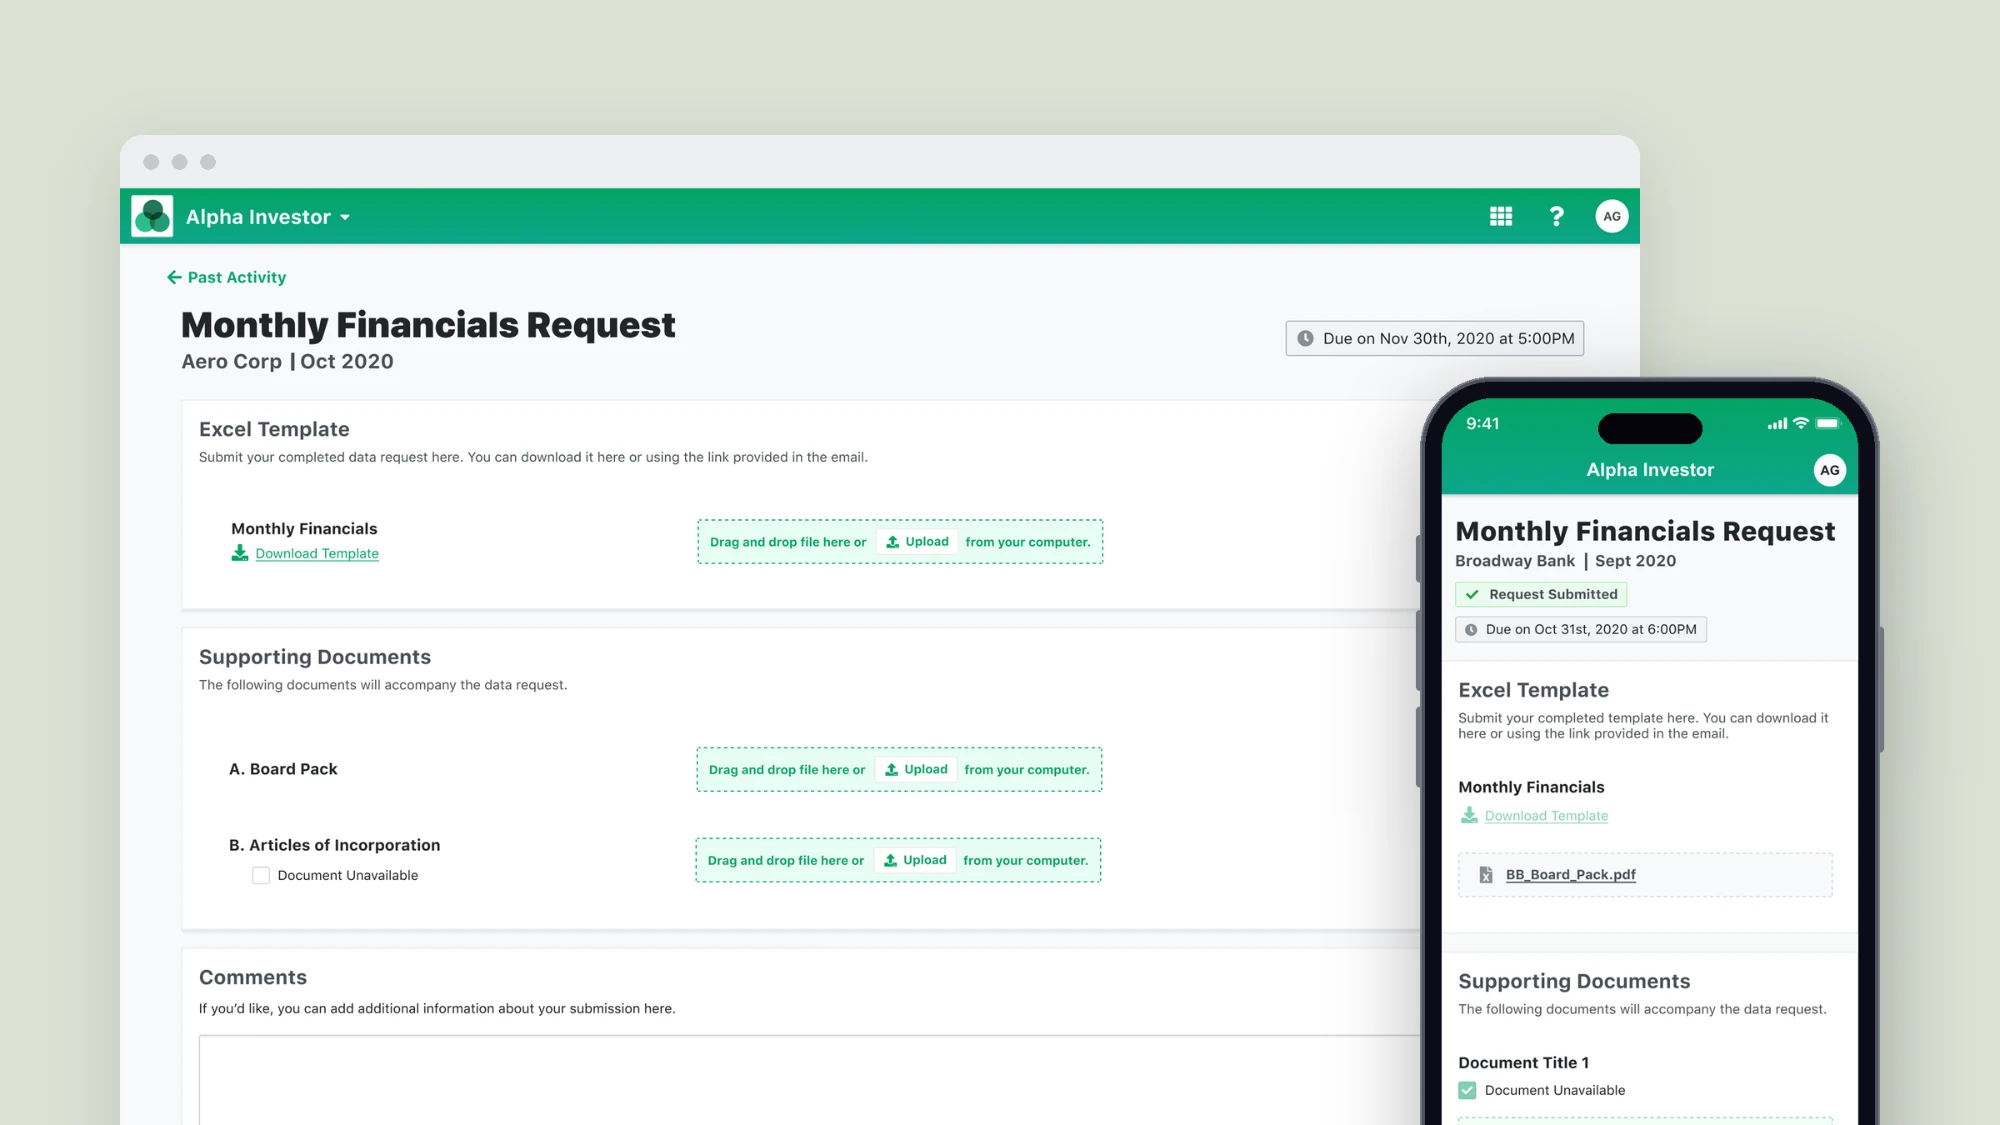 Alpha Investor
AG
Past Activity
Monthly Financials Request
Aero Corp | Oct 2020
Due on Nov 30th, 2020 at 5:00PM
Excel Template
Submit your completed data request here. You can download it here or using the link provided in the email.
Monthly Financials
Download Template
Drag and drop file here or Upload from your computer.
Supporting Documents
The following documents will accompany the data request.
A. Board Pack
Drag and drop file here or Upload from your computer.
B. Articles of Incorporation
Document Unavailable
Drag and drop file here or Upload from your computer.
Comments
If you’d like, you can add additional information about your submission here.
9:41
Alpha Investor
AG
Monthly Financials Request
Broadway Bank | Sept 2020
Request Submitted
Due on Oct 31st, 2020 at 6:00PM
Excel Template
Submit your completed template here. You can download it
here or using the link provided in the email.
Monthly Financials
Download Template
BB_Board_Pack.pdf
Supporting Documents
The following documents will accompany the data request.
Document Title 1
Document Unavailable